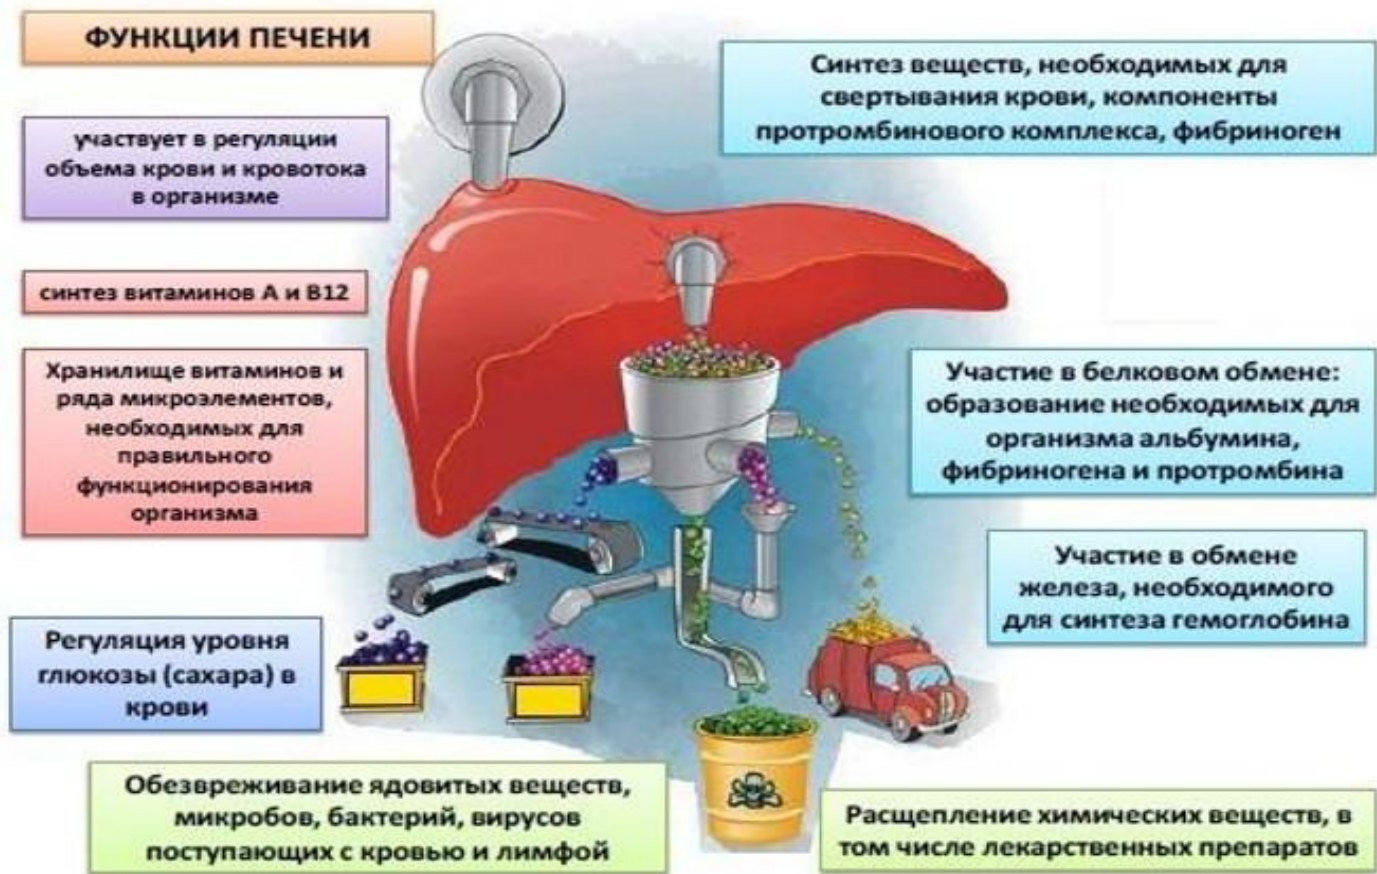 ФУНКЦИИ ПЕЧЕНИ
участвует в регуляции
объема крови и кровотока
в организме
синтез витаминов А и В12
Хранилище витаминов и
ряда микроэлементов,
необходимых для
правильного
функционирования
организма
Регуляция уровня
глюкозы (сахара) в
крови
Обезвреживание ядовитых веществ,
микробов, бактерий, вирусов
поступающих с кровью и лимфой
Синтез веществ, необходимых для
свертывания крови, компоненты
протромбинового комплекса, фибриноген
Участие в белковом обмене:
образование необходимых для
организма альбумина,
фибриногена и протромбина
Участие в обмене
железа, необходимого
для синтеза гемоглобина
Расщепление химических веществ, в
том числе лекарственных препаратов